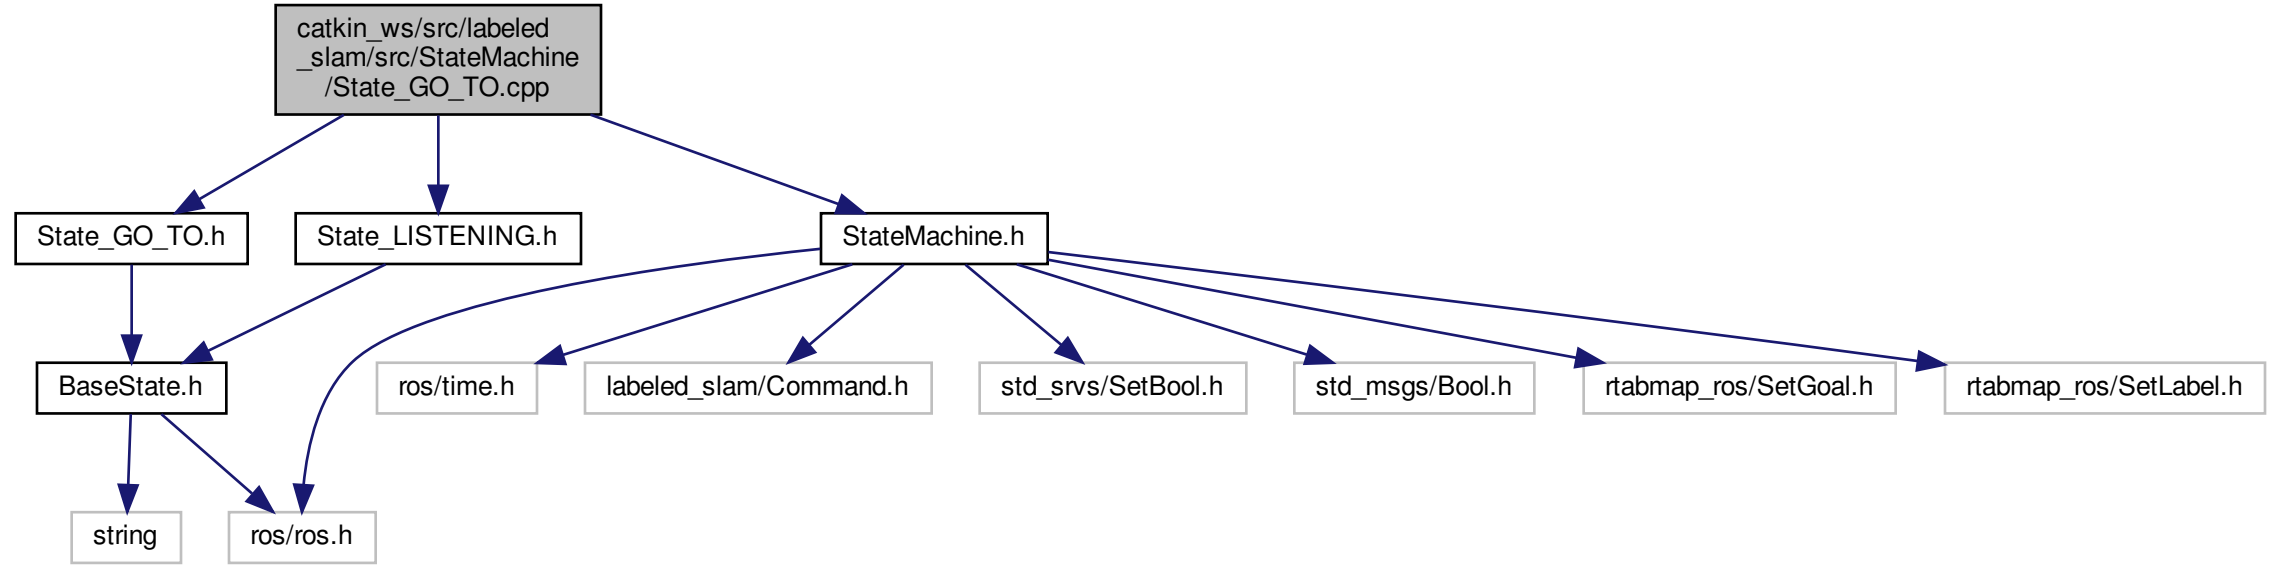 catkin_ws/src/labeled
_slam/src/StateMachine
/State_GO_TO.cpp
State_GO_TO.h
State_LISTENING.h
StateMachine.h
BaseState.h
ros/time.h
labeled_slam/Command.h
std_srvs/SetBool.h
std_msgs/Bool.h
rtabmap_ros/SetGoal.h
rtabmap_ros/SetLabel.h
string
ros/ros.h